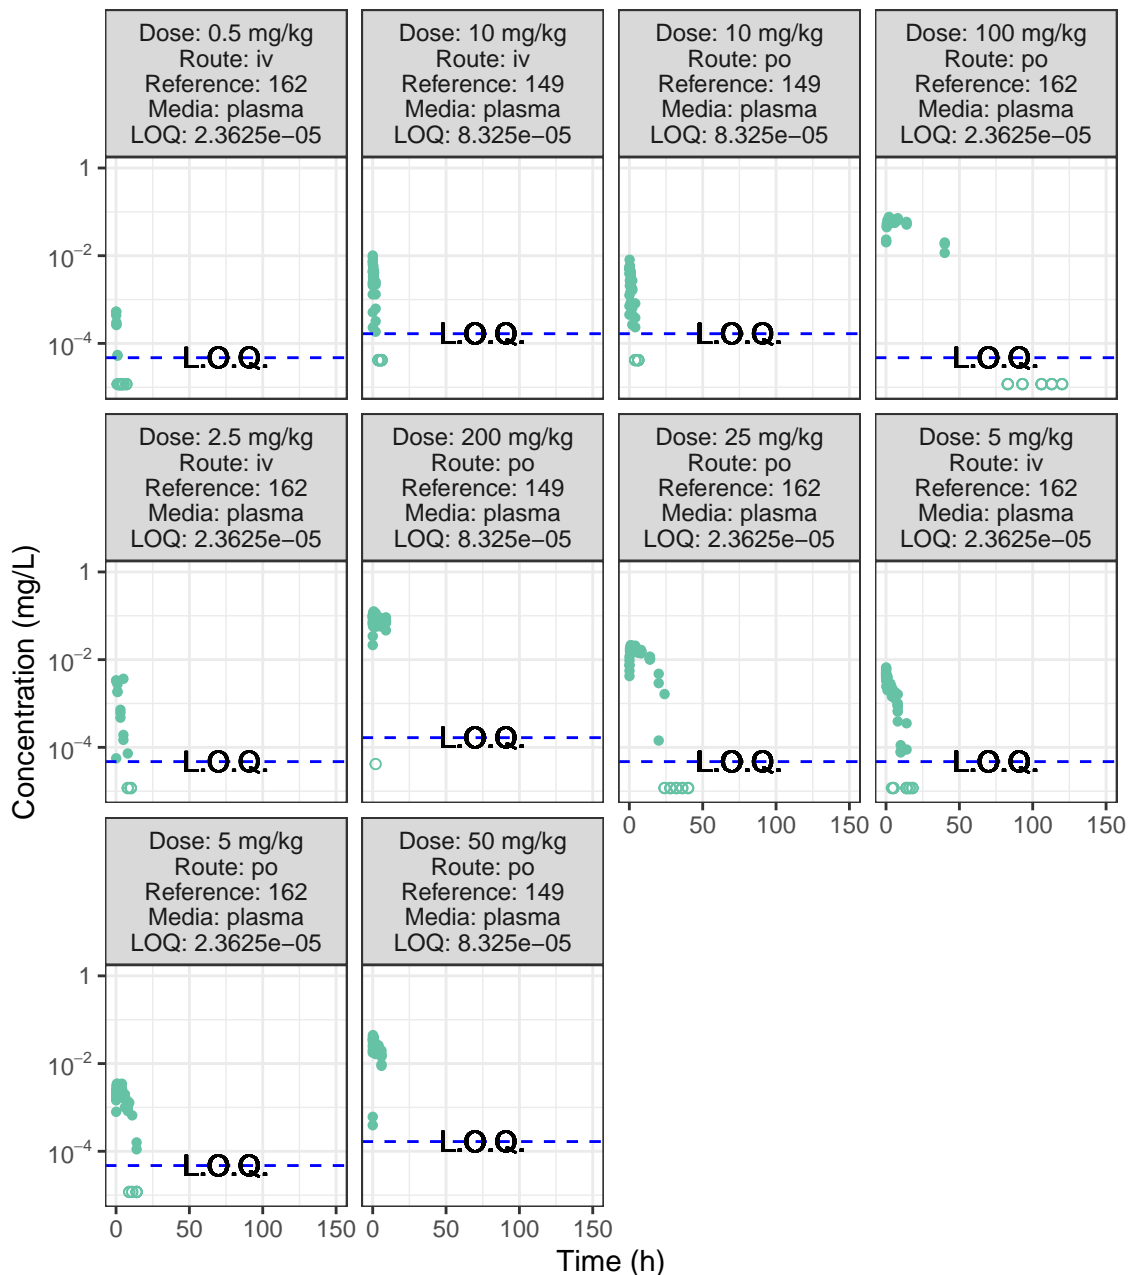 Dose: 0.5 mg/kg
Route: iv
Reference: 162
Media: plasma
LOQ: 2.3625e−05
Dose: 10 mg/kg
Route: iv
Reference: 149
Media: plasma
LOQ: 8.325e−05
Dose: 10 mg/kg
Route: po
Reference: 149
Media: plasma
LOQ: 8.325e−05
Dose: 100 mg/kg
Route: po
Reference: 162
Media: plasma
LOQ: 2.3625e−05
1
10⁻²
10⁻⁴
L.O.Q.
L.O.Q.
L.O.Q.
L.O.Q.
Dose: 2.5 mg/kg
Route: iv
Reference: 162
Media: plasma
LOQ: 2.3625e−05
Dose: 200 mg/kg
Route: po
Reference: 149
Media: plasma
LOQ: 8.325e−05
Dose: 25 mg/kg
Route: po
Reference: 162
Media: plasma
LOQ: 2.3625e−05
Dose: 5 mg/kg
Route: iv
Reference: 162
Media: plasma
LOQ: 2.3625e−05
Concentration (mg/L)
1
10⁻²
10⁻⁴
L.O.Q.
L.O.Q.
L.O.Q.
L.O.Q.
0 50 100 150
0 50 100 150
Dose: 5 mg/kg
Route: po
Reference: 162
Media: plasma
LOQ: 2.3625e−05
Dose: 50 mg/kg
Route: po
Reference: 149
Media: plasma
LOQ: 8.325e−05
1
10⁻²
10⁻⁴
L.O.Q.
L.O.Q.
0 50 100 150
0 50 100 150
Time (h)